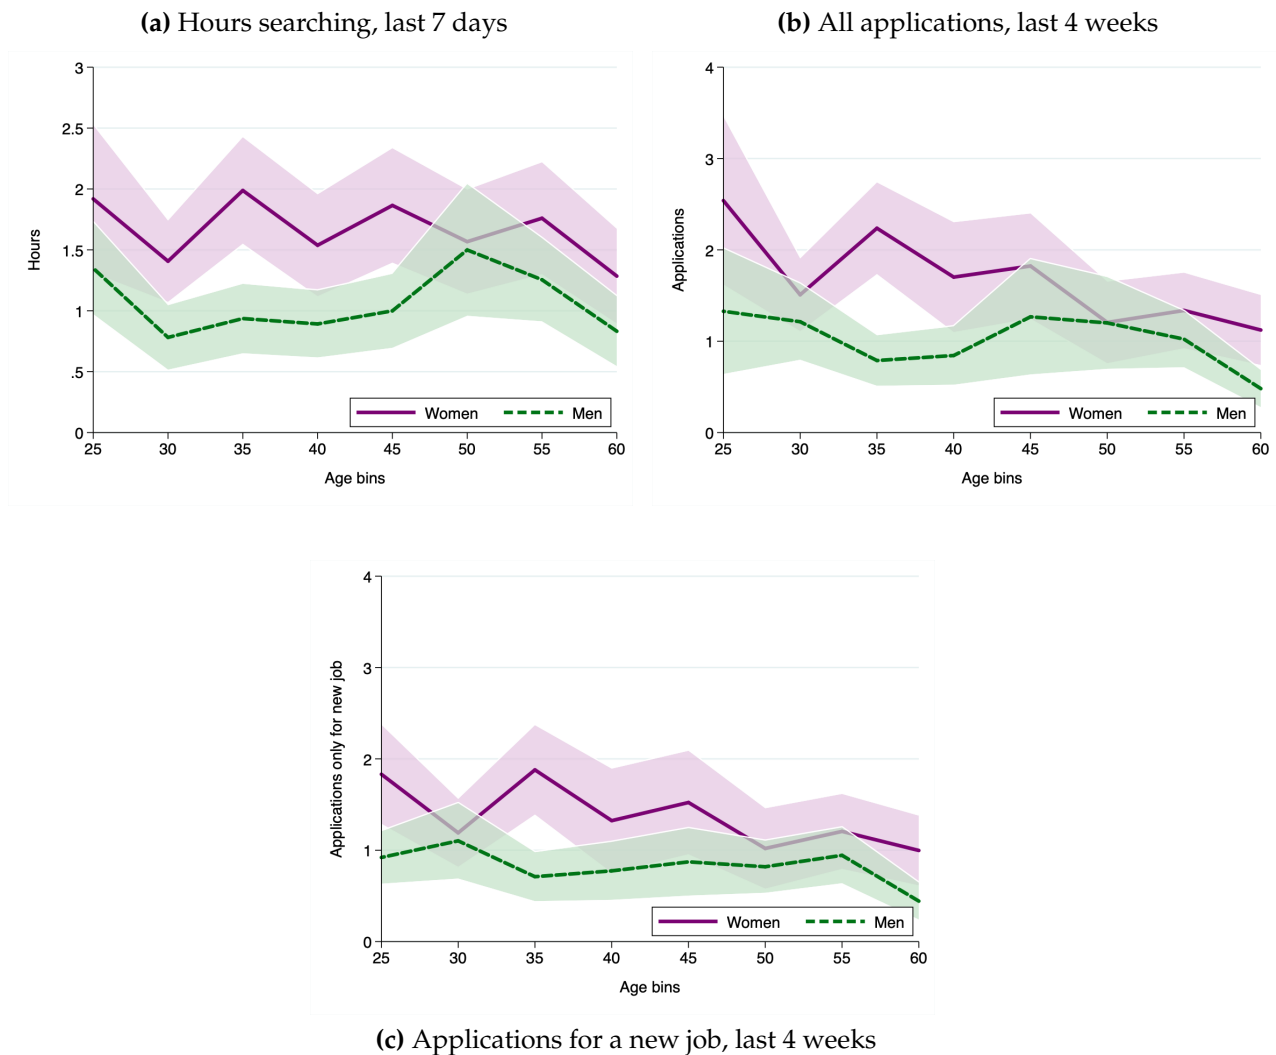 (a) Hours searching, last 7 days
3
2.5
2
1.5
1
.5
0
Hours
25 30 35 40 45 50 55 60
Age bins
Women Men
(b) All applications, last 4 weeks
4
3
2
1
0
Applications
25 30 35 40 45 50 55 60
Age bins
Women Men
4
3
2
1
0
Applications only for new job
25 30 35 40 45 50 55 60
Age bins
Women Men
(c) Applications for a new job, last 4 weeks